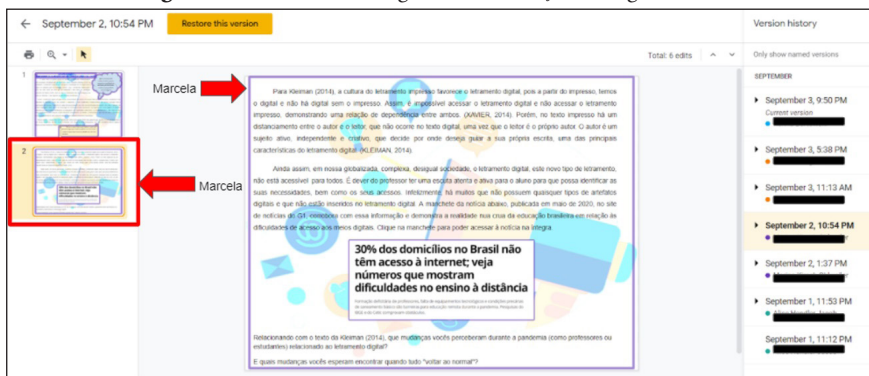 September 2, 10:54 PM
Restore this version
Version history
Total: 6 edits
Only show named versions
SEPTEMBER
September 3, 9:50 PM
Current version
September 3, 5:38 PM
September 3, 11:13 AM
September 2, 10:54 PM
September 2, 1:37 PM
September 1, 11:53 PM
September 1, 11:12 PM
1
2
Marcela
Marcela
Para Kleiman (2014), a cultura do letramento impresso favorece o letramento digital, pois a partir do impresso, temos
o digital e não há digital sem o impresso. Assim, é impossível acessar o letramento digital e não acessar o letramento
impresso, demonstrando uma relação de dependência entre ambos. (XAVIER, 2014). Porém, no texto impresso há um
distanciamento entre o autor e o leitor, que não ocorre no texto digital, uma vez que o leitor é o próprio autor. O autor é um
sujeito ativo, independente e criativo, que decide por onde deseja guiar a sua própria escrita, uma das principais
características do letramento digital. (KLEIMAN, 2014).
Ainda assim, em nossa globalizada, complexa, desigual sociedade, o letramento digital, este novo tipo de letramento,
não está acessível para todos. É dever do professor ter uma escuta atenta e ativa para o aluno para que possa identificar as
suas necessidades, bem como os seus acessos. Infelizmente, há muitos que não possuem quaisquer tipos de artefatos
digitais e que não estão inseridos no letramento digital. A manchete da notícia abaixo, publicada em maio de 2020, no site
de notícias do G1, corrobora com essa informação e demonstra a realidade nua crua da educação brasileira em relação às
dificuldades de acesso aos meios digitais. Clique na manchete para poder acessar à notícia na íntegra.
30% dos domicílios no Brasil não
têm acesso à internet; veja
números que mostram
dificuldades no ensino à distância
Relacionando com o texto da Kleiman (2014), que mudanças vocês perceberam durante a pandemia (como professores ou
estudantes) relacionado ao letramento digital?
E quais mudanças vocês esperam encontrar quando tudo "voltar ao normal"?